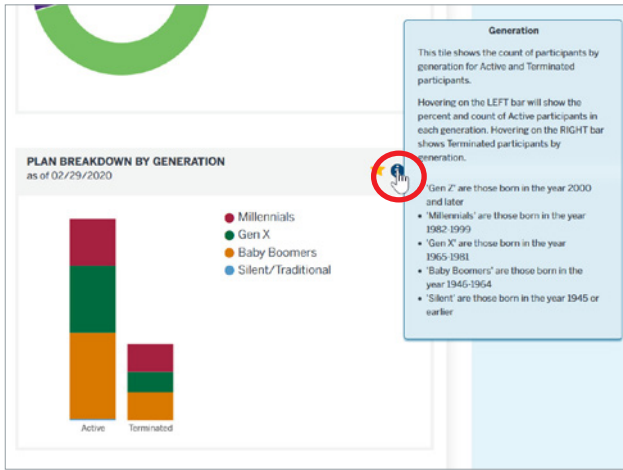 Generation
This tile shows the count of participants by
generation for Active and Terminated
participants.
Hovering on the LEFT bar will show the
percent and count of Active participants in
each generation. Hovering on the RIGHT bar
shows Terminated participants by
generation.
'Gen Z' are those born in the year 2000
and later
• 'Millennials' are those born in the year
1982-1999
• 'Gen X' are those born in the year
1965-1981
• 'Baby Boomers' are those born in the
year 1946-1964
• 'Silent' are those born in the year 1945 or
earlier
PLAN BREAKDOWN BY GENERATION
as of 02/29/2020
Millennials
Gen X
Baby Boomers
Silent/Traditional
Active
Terminated